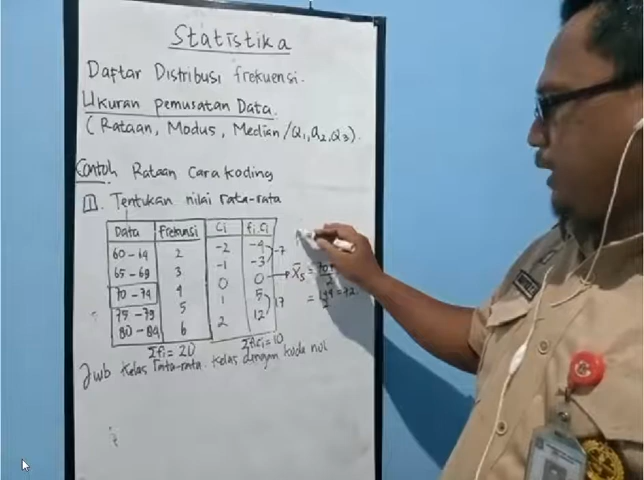 Statistika
Daftar Distribusi frekuensi.
Ukuran pemusatan Data.
(Rataan, Modus, Median/Q1, Q2, Q3).
Contoh Rataan Cara koding
1. Tentukan nilai rata-rata
Data Frekuensi Ci fi.Ci
60-64 2 -2 -4
65-69 3 -1 -3 -7
70-74 4 0 0 → X̄s =
75-79 5 1 5 17 = 72.
80-84 6 2 12
Σfi = 20 Σfici = 10
Jwb kelas rata-rata. kelas dengan kode nol